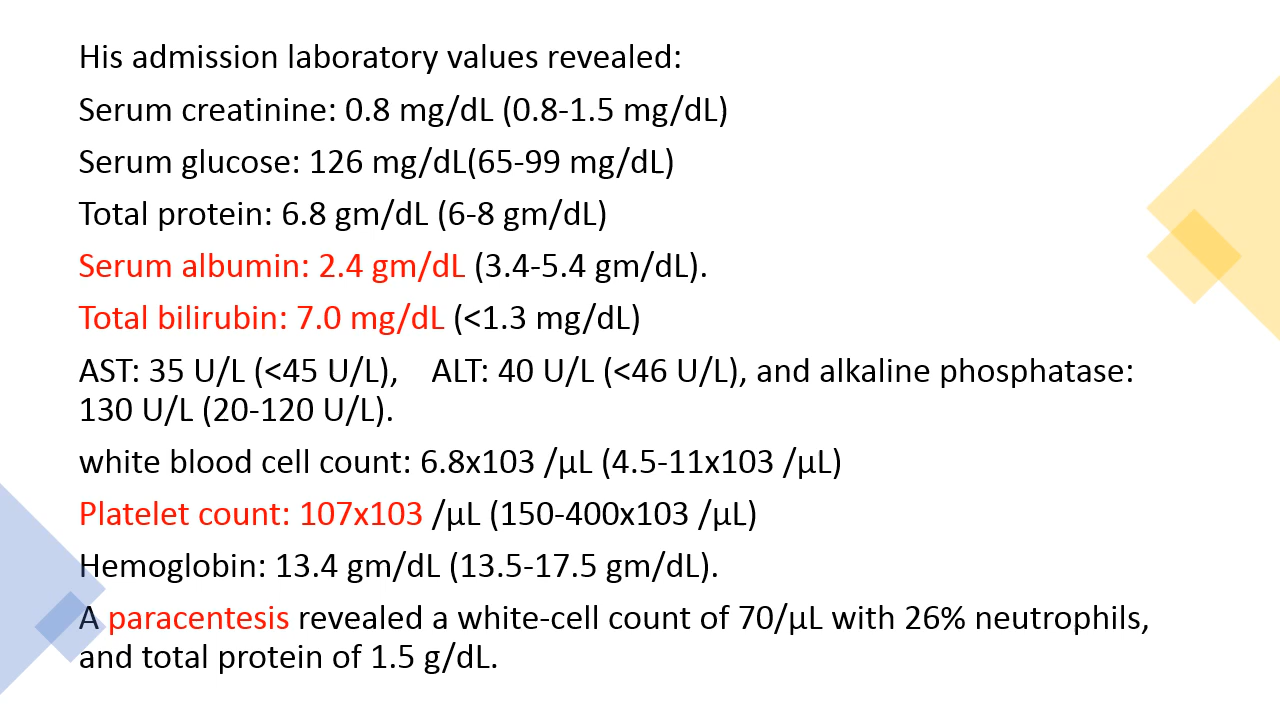 His admission laboratory values revealed:
Serum creatinine: 0.8 mg/dL (0.8-1.5 mg/dL)
Serum glucose: 126 mg/dL(65-99 mg/dL)
Total protein: 6.8 gm/dL (6-8 gm/dL)
Serum albumin: 2.4 gm/dL (3.4-5.4 gm/dL).
Total bilirubin: 7.0 mg/dL (<1.3 mg/dL)
AST: 35 U/L (<45 U/L),    ALT: 40 U/L (<46 U/L), and alkaline phosphatase:
130 U/L (20-120 U/L).
white blood cell count: 6.8x103 /µL (4.5-11x103 /µL)
Platelet count: 107x103 /µL (150-400x103 /µL)
Hemoglobin: 13.4 gm/dL (13.5-17.5 gm/dL).
A paracentesis revealed a white-cell count of 70/µL with 26% neutrophils,
and total protein of 1.5 g/dL.